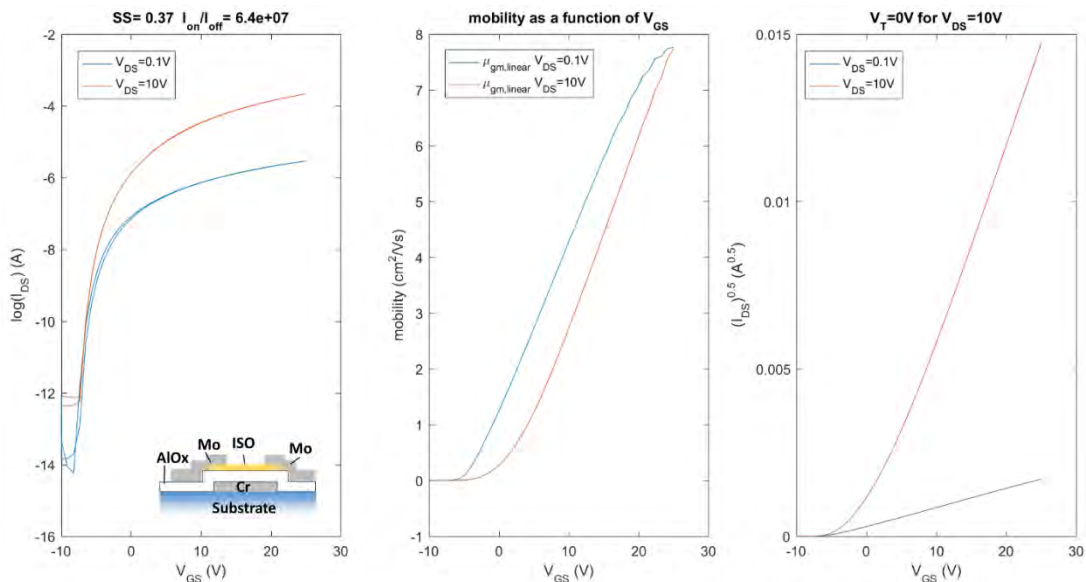 SS= 0.37 I_on/I_off= 6.4e+07
-2
-4
-6
-8
-10
-12
-14
-16
log(I_DS) (A)
V_DS=0.1V
V_DS=10V
Mo
ISO
Mo
AlOx
Cr
Substrate
-10
0
10
20
30
V_GS (V)
mobility as a function of V_GS
8
7
6
5
4
3
2
1
0
-1
mobility (cm²/Vs)
μ_gm,linear V_DS=0.1V
μ_gm,linear V_DS=10V
-10
0
10
20
30
V_GS (V)
V_T=0V for V_DS=10V
0.015
0.01
0.005
0
(I_DS)^0.5 (A^0.5)
V_DS=0.1V
V_DS=10V
-10
0
10
20
30
V_GS (V)